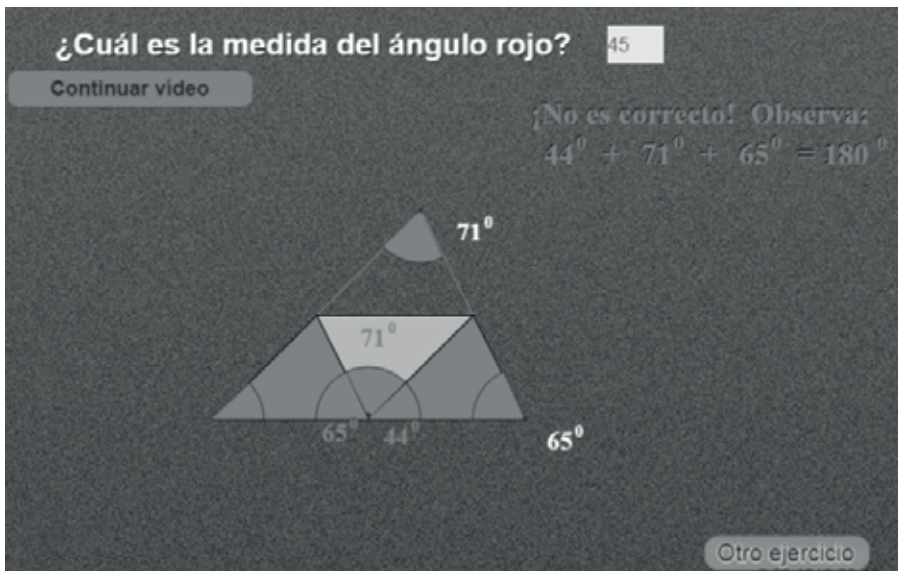 ¿Cuál es la medida del ángulo rojo? 45
Continuar vídeo
¡No es correcto! Observa:
44⁰ + 71⁰ + 65⁰ = 180⁰
71⁰
71⁰
65⁰ 44⁰
65⁰
Otro ejercicio